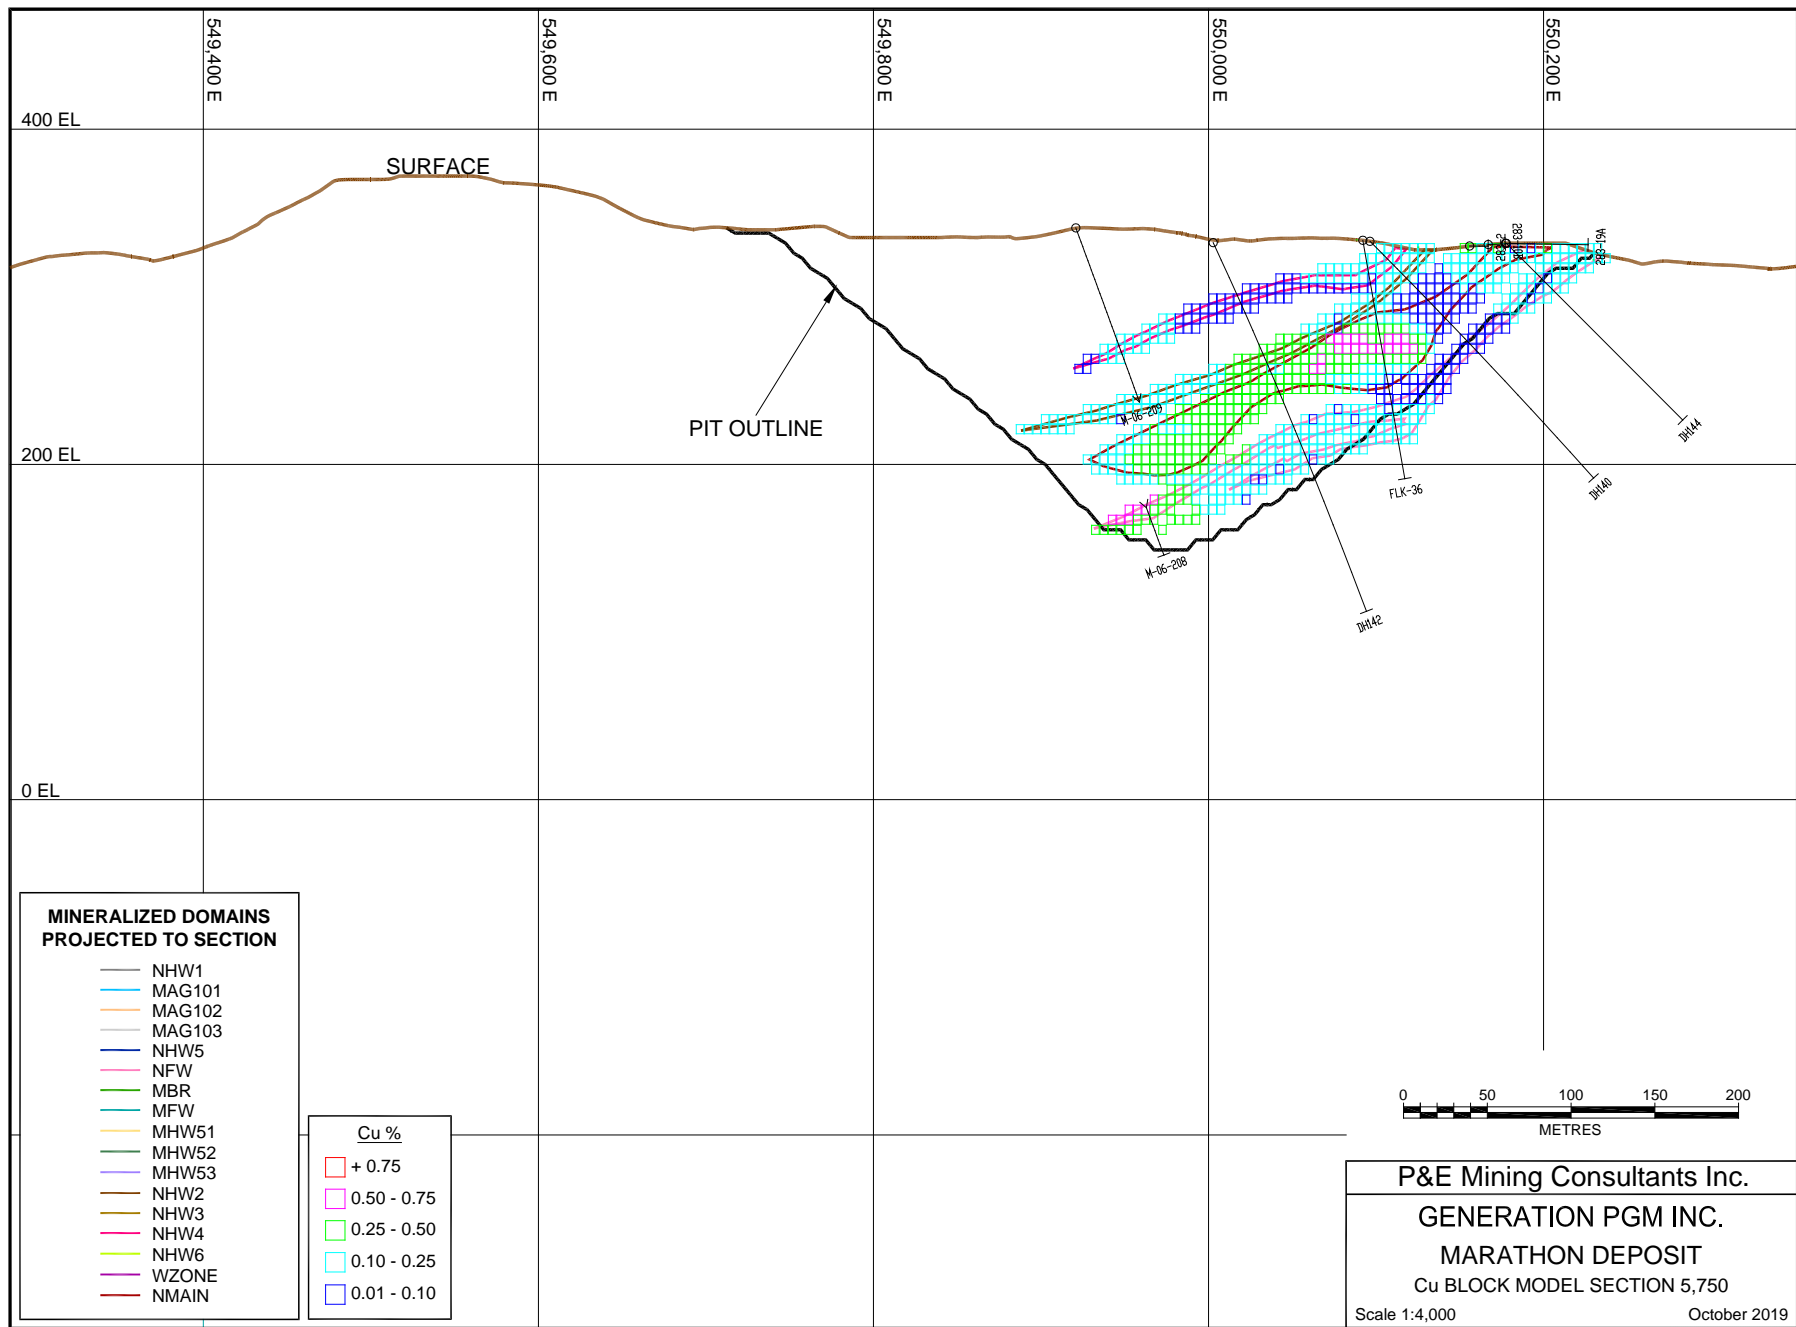 549,400 E
549,600 E
549,800 E
550,000 E
550,200 E
400 EL
SURFACE
283-19A
PIT OUTLINE
M-06-209
DH144
200 EL
FLK-36
DH140
M-06-208
DH142
0 EL
MINERALIZED DOMAINS
PROJECTED TO SECTION
NHW1
MAG101
MAG102
MAG103
NHW5
NFW
MBR
MFW
MHW51
MHW52
MHW53
NHW2
NHW3
NHW4
NHW6
WZONE
NMAIN
Cu %
+ 0.75
0.50 - 0.75
0.25 - 0.50
0.10 - 0.25
0.01 - 0.10
0 50 100 150 200
METRES
P&E Mining Consultants Inc.
GENERATION PGM INC.
MARATHON DEPOSIT
Cu BLOCK MODEL SECTION 5,750
Scale 1:4,000 October 2019